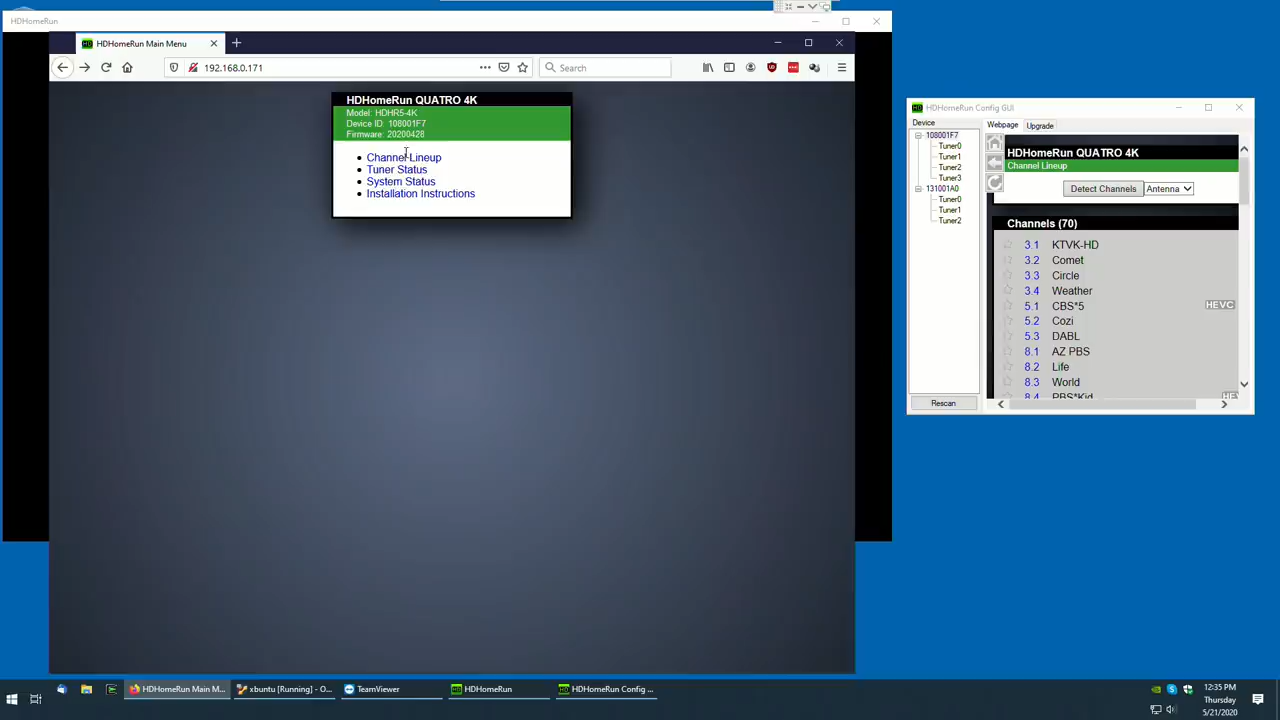 HDHomeRun
HDHomeRun Main Menu
192.168.0.171
Search
HDHomeRun QUATRO 4K
Model: HDHR5-4K
Device ID: 108001F7
Firmware: 20200428
Channel Lineup
Tuner Status
System Status
Installation Instructions
HDHomeRun Config GUI
Device
108001F7
Tuner0
Tuner1
Tuner2
Tuner3
131001A0
Tuner0
Tuner1
Tuner2
Rescan
Webpage
Upgrade
HDHomeRun QUATRO 4K
Channel Lineup
Detect Channels
Antenna
Channels (70)
3.1 KTVK-HD
3.2 Comet
3.3 Circle
3.4 Weather
5.1 CBS*5 HEVC
5.2 Cozi
5.3 DABL
8.1 AZ PBS
8.2 Life
8.3 World
8.4 PBS*Kid
HDHomeRun Main M...
xbuntu [Running] - O...
TeamViewer
HDHomeRun
HDHomeRun Config ...
12:35 PM
Thursday
5/21/2020